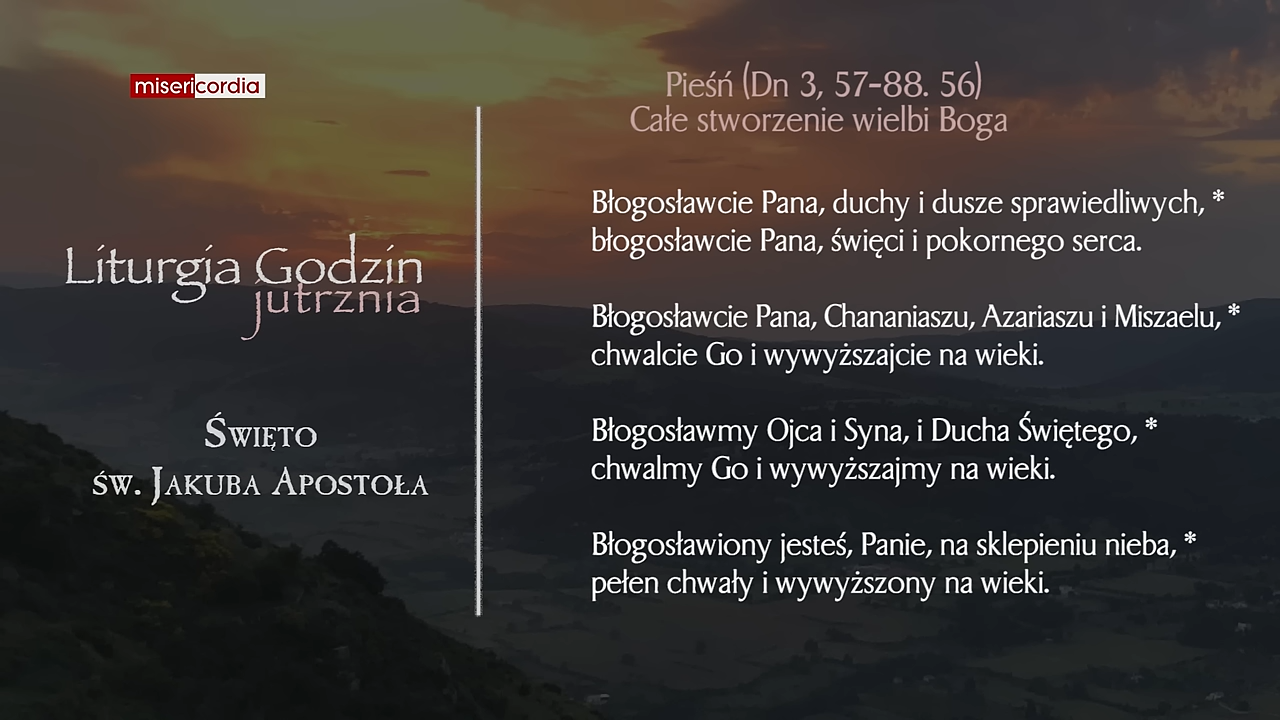 misericordia
Liturgia Godzin
jutrznia
Święto
św. Jakuba Apostoła
Pieśń (Dn 3, 57-88. 56)
Całe stworzenie wielbi Boga
Błogosławcie Pana, duchy i dusze sprawiedliwych, *
błogosławcie Pana, święci i pokornego serca.
Błogosławcie Pana, Chananiaszu, Azariaszu i Miszaelu, *
chwalcie Go i wywyższajcie na wieki.
Błogosławmy Ojca i Syna, i Ducha Świętego, *
chwalmy Go i wywyższajmy na wieki.
Błogosławiony jesteś, Panie, na sklepieniu nieba, *
pełen chwały i wywyższony na wieki.